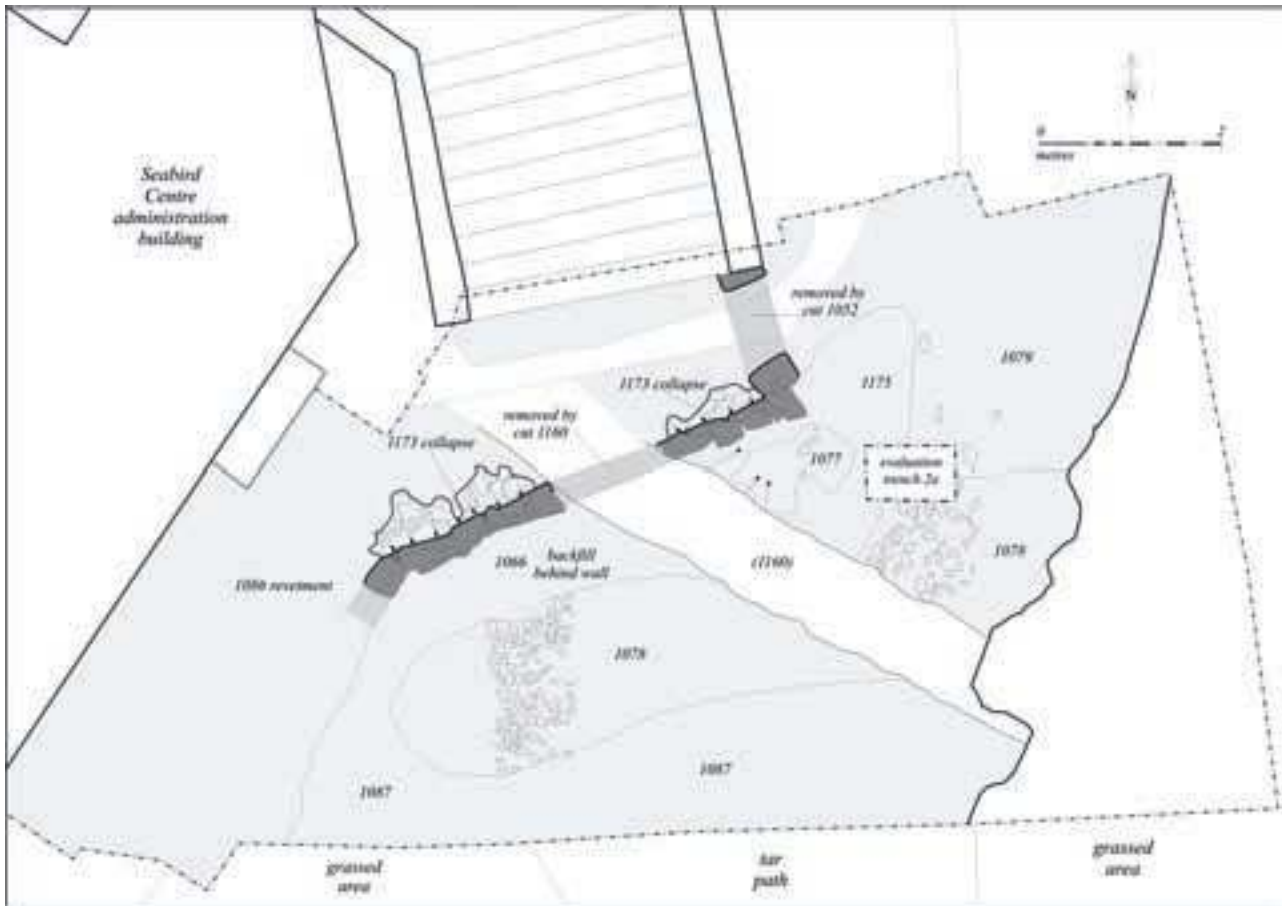 N
0
metres
Seabird
Centre
administration
building
removed by
cut 1052
1079
1175
1173 collapse
removed by
cut 1160
1173 collapse
1077
evaluation
trench 2a
1066
backfill
behind wall
(1160)
1078
1086 revetment
1078
1087
1087
grassed
area
tar
path
grassed
area